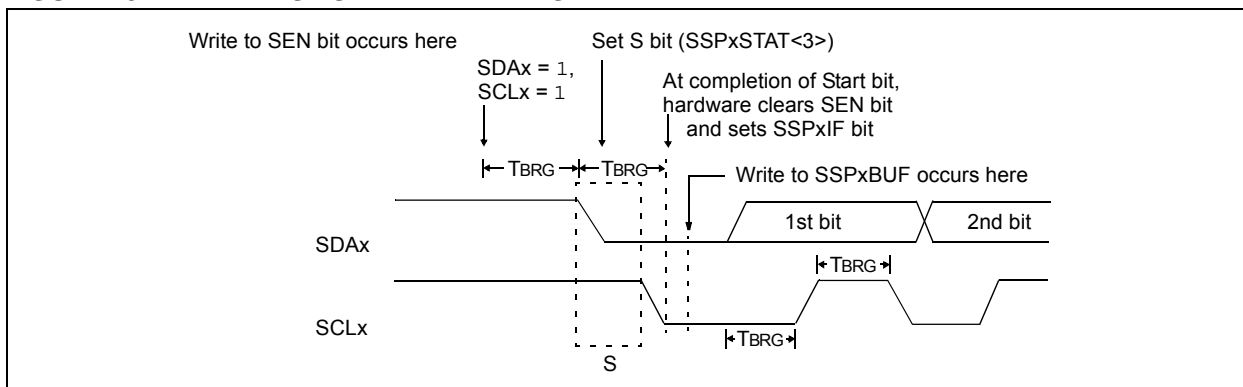 Write to SEN bit occurs here
Set S bit (SSPxSTAT<3>)
SDAx = 1,
SCLx = 1
At completion of Start bit,
hardware clears SEN bit
and sets SSPxIF bit
TBRG
TBRG
Write to SSPxBUF occurs here
1st bit
2nd bit
SDAx
TBRG
SCLx
TBRG
S